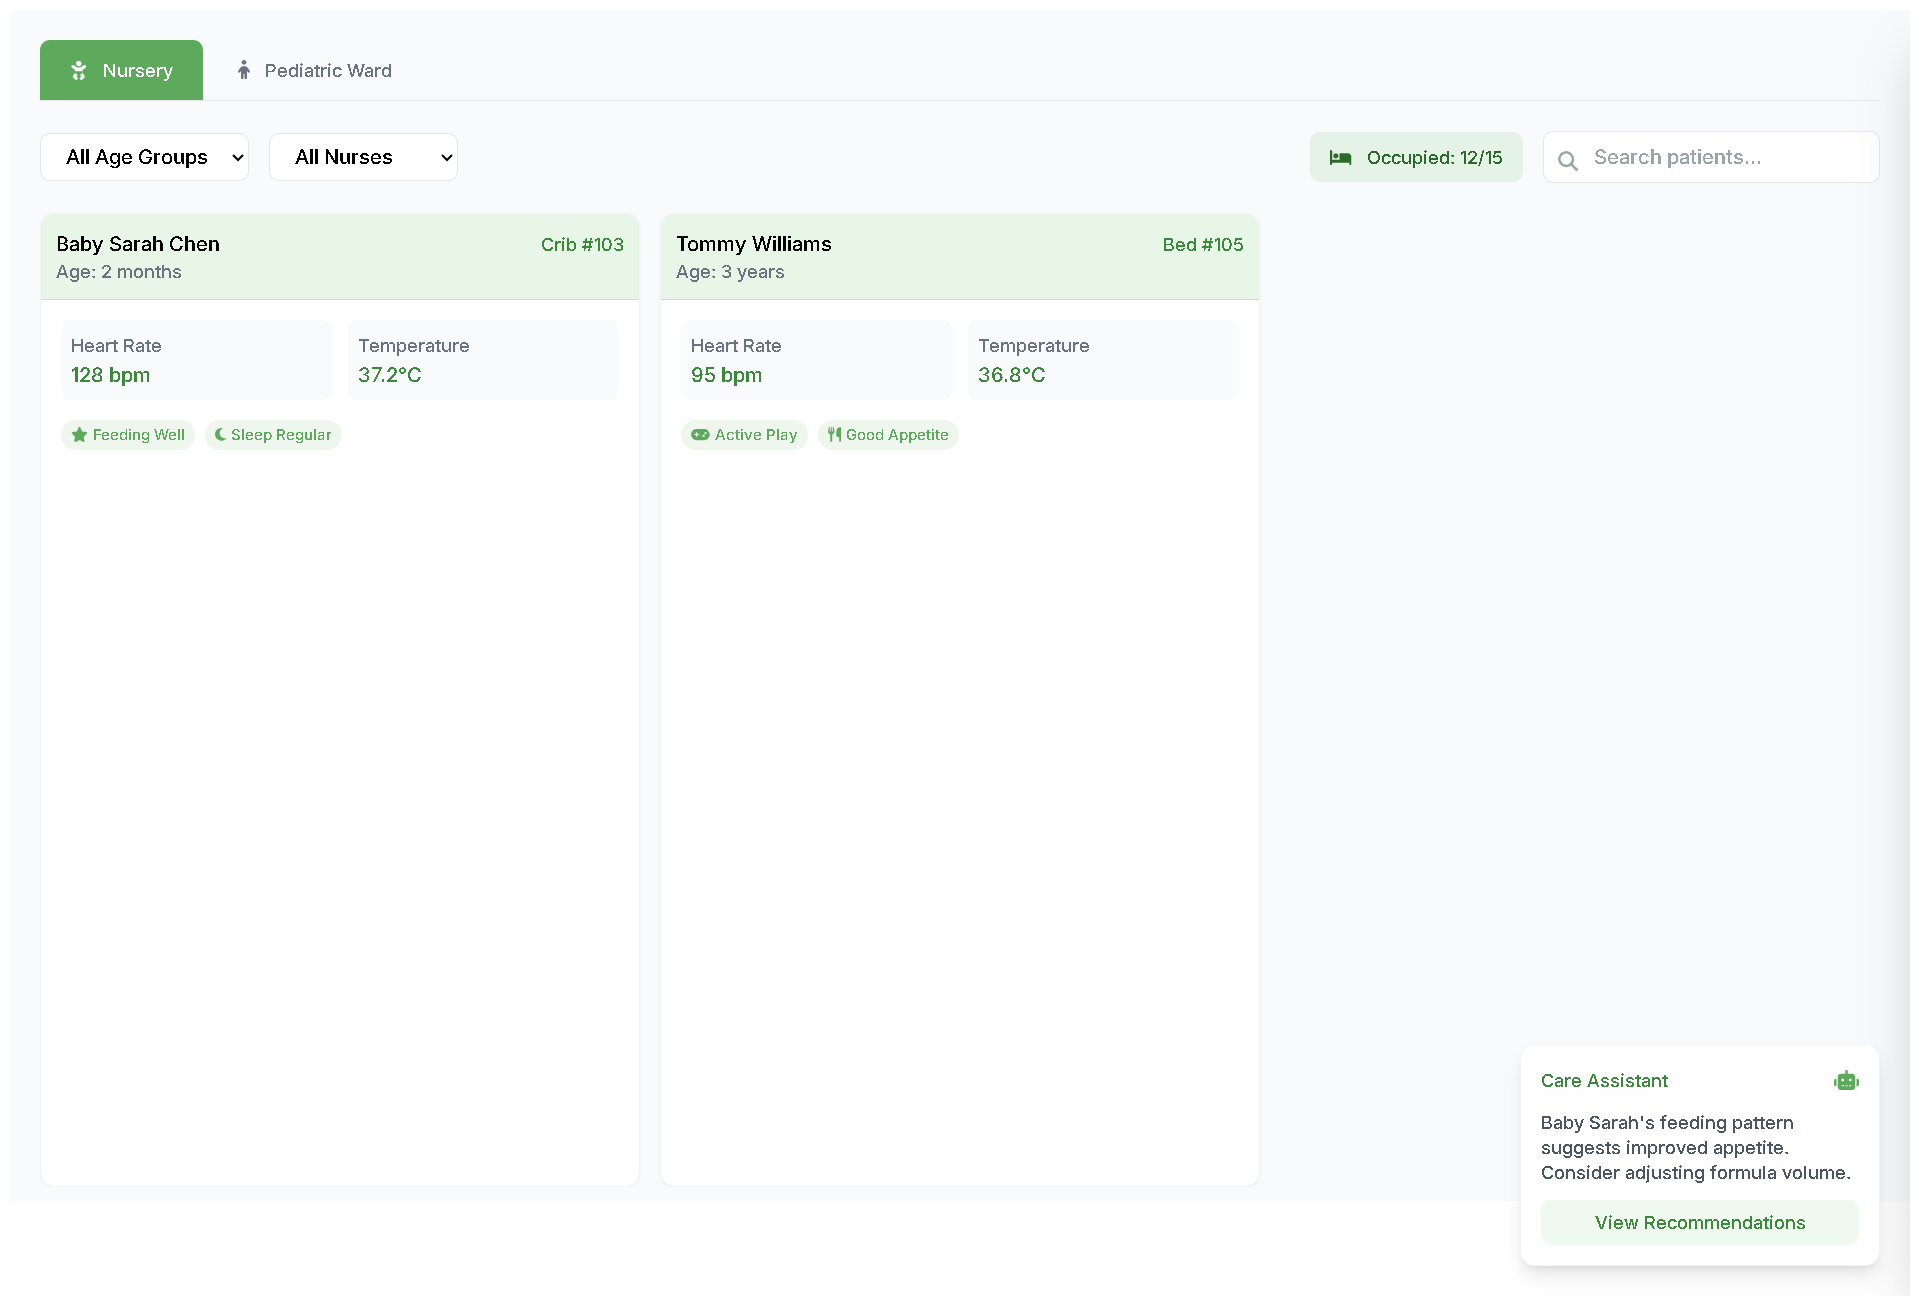 Nursery
Pediatric Ward
All Age Groups
All Nurses
Occupied: 12/15
Search patients...
Baby Sarah Chen
Crib #103
Age: 2 months
Heart Rate
128 bpm
Temperature
37.2°C
Feeding Well
Sleep Regular
Tommy Williams
Bed #105
Age: 3 years
Heart Rate
95 bpm
Temperature
36.8°C
Active Play
Good Appetite
Care Assistant
Baby Sarah's feeding pattern
suggests improved appetite.
Consider adjusting formula volume.
View Recommendations